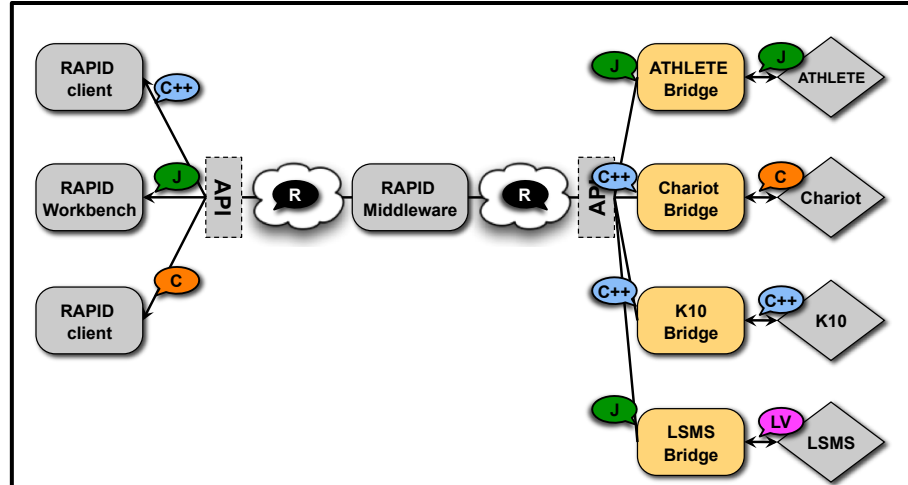 RAPID
client
C++
RAPID
Workbench
J
RAPID
client
C
API
R
RAPID
Middleware
R
API
J
ATHLETE
Bridge
J
ATHLETE
C++
Chariot
Bridge
C
Chariot
C++
K10
Bridge
C++
K10
J
LSMS
Bridge
LV
LSMS